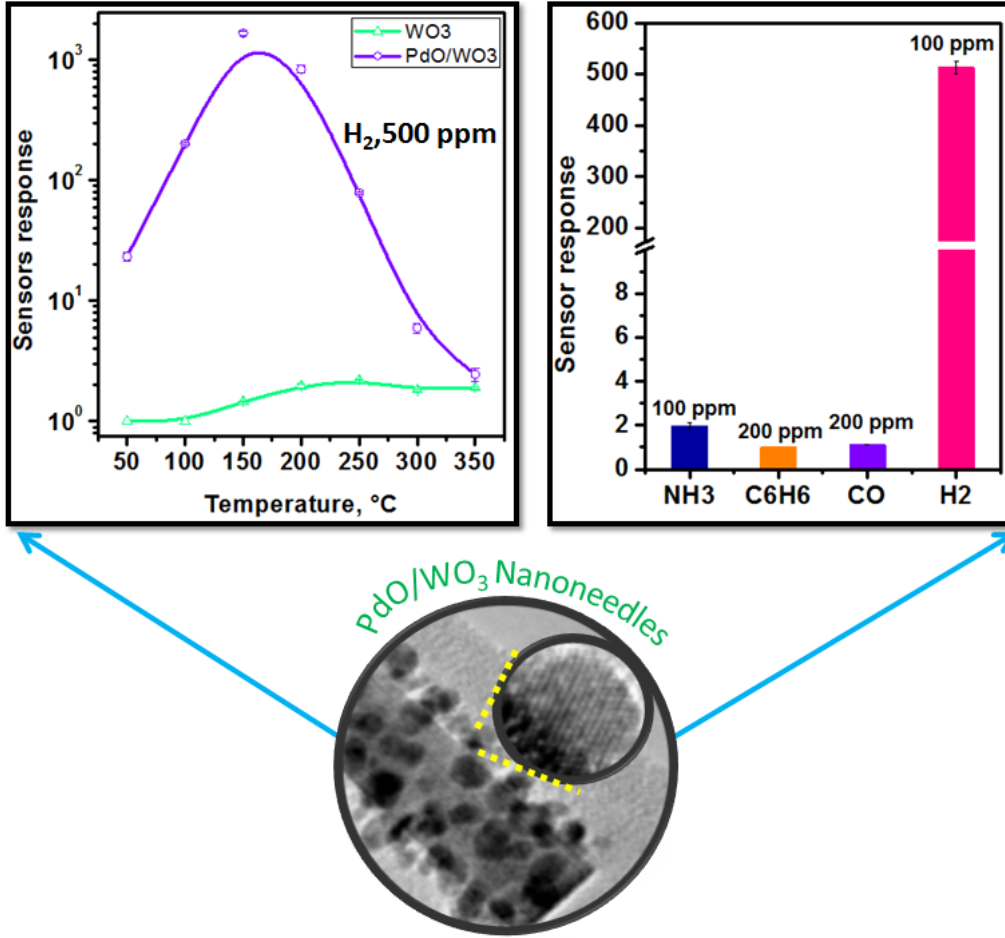 WO3
PdO/WO3
H₂,500 ppm
Sensors response
10³
10²
10¹
10⁰
50 100 150 200 250 300 350
Temperature, °C
600
500
400
300
200
8
6
4
2
0
Sensor response
100 ppm
200 ppm
200 ppm
100 ppm
NH3 C6H6 CO H2
PdO/WO₃ Nanoneedles